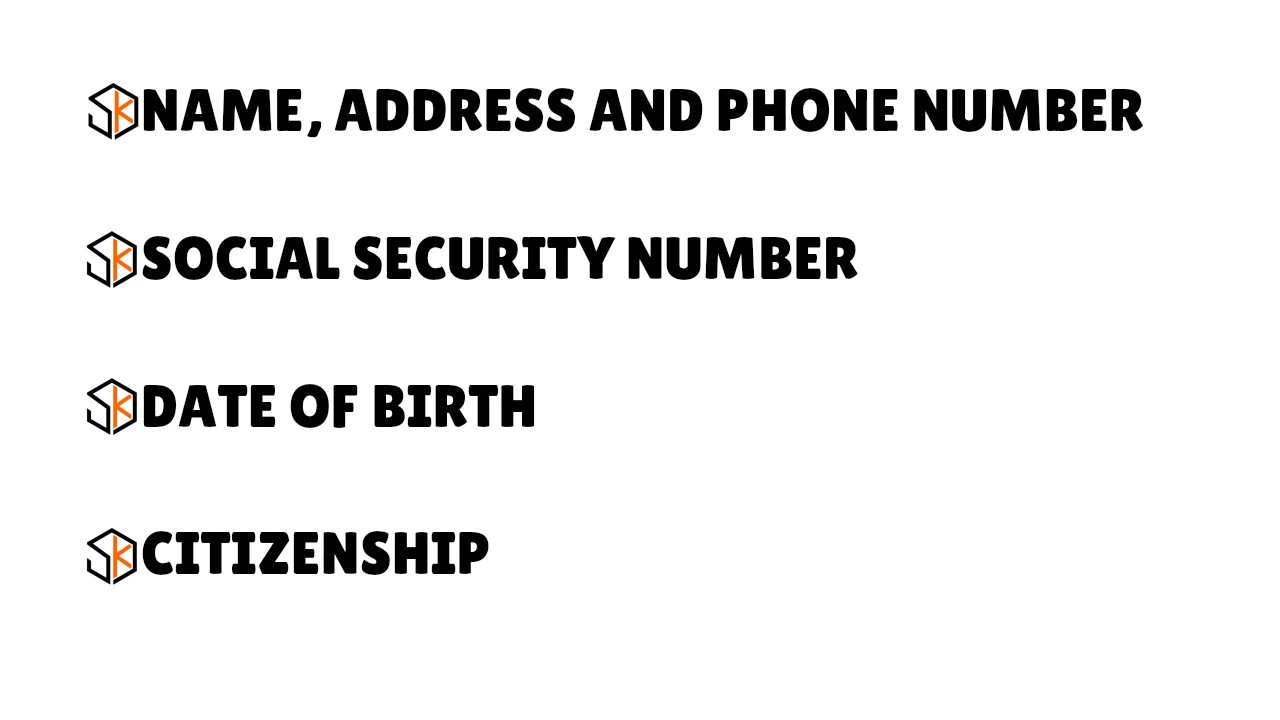 NAME, ADDRESS AND PHONE NUMBER
SOCIAL SECURITY NUMBER
DATE OF BIRTH
CITIZENSHIP